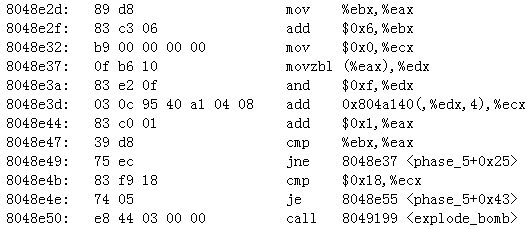 8048e2d: 89 d8 mov %ebx,%eax
8048e2f: 83 c3 06 add $0x6,%ebx
8048e32: b9 00 00 00 00 mov $0x0,%ecx
8048e37: 0f b6 10 movzbl (%eax),%edx
8048e3a: 83 e2 0f and $0xf,%edx
8048e3d: 03 0c 95 40 a1 04 08 add 0x804a140(,%edx,4),%ecx
8048e44: 83 c0 01 add $0x1,%eax
8048e47: 39 d8 cmp %ebx,%eax
8048e49: 75 ec jne 8048e37 <phase_5+0x25>
8048e4b: 83 f9 18 cmp $0x18,%ecx
8048e4e: 74 05 je 8048e55 <phase_5+0x43>
8048e50: e8 44 03 00 00 call 8049199 <explode_bomb>